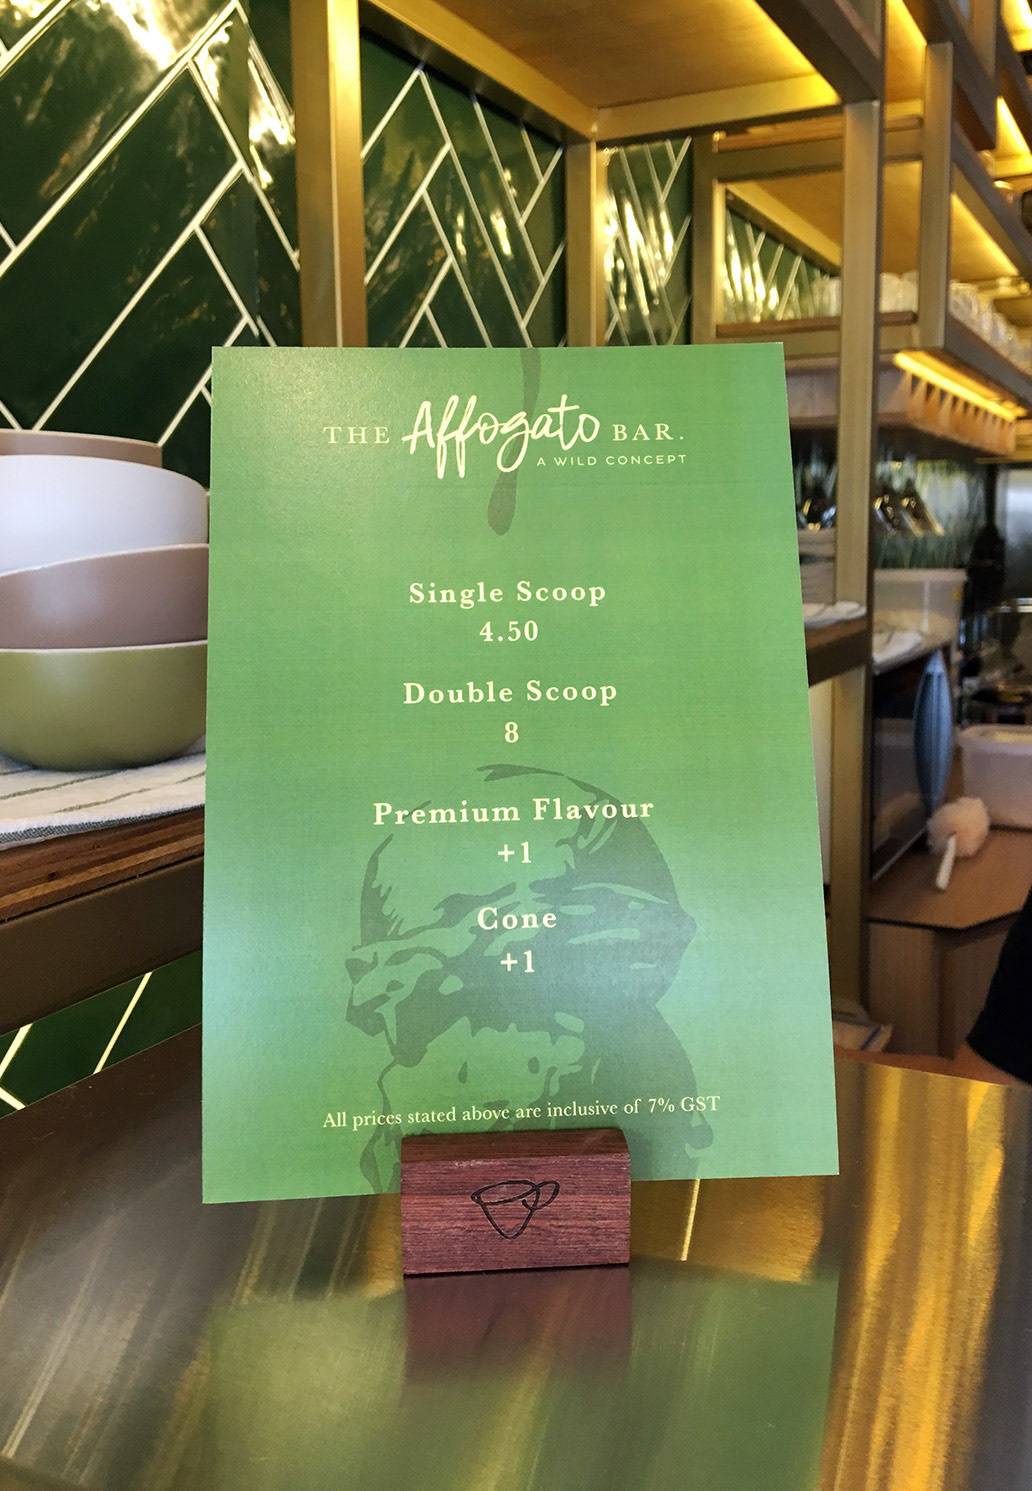 THE Affogato BAR.
A WILD CONCEPT
Single Scoop
4.50
Double Scoop
8
Premium Flavour
+1
Cone
+1
All prices stated above are inclusive of 7% GST